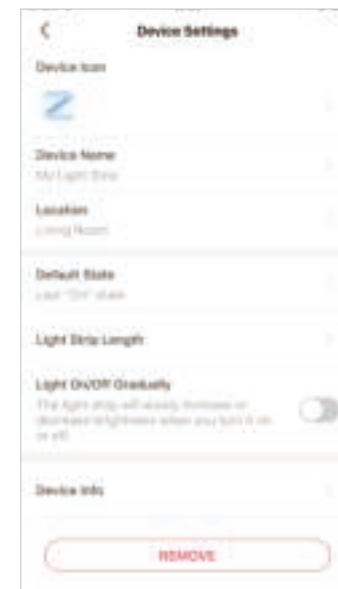 Device Settings
Device Icon
Device Name
My Light Strip
Location
Living Room
Default State
Last "On" state
Light Strip Length
Light On/Off Gradually
The light strip will slowly increase or
decrease brightness when you turn it on
or off.
Device Info
REMOVE